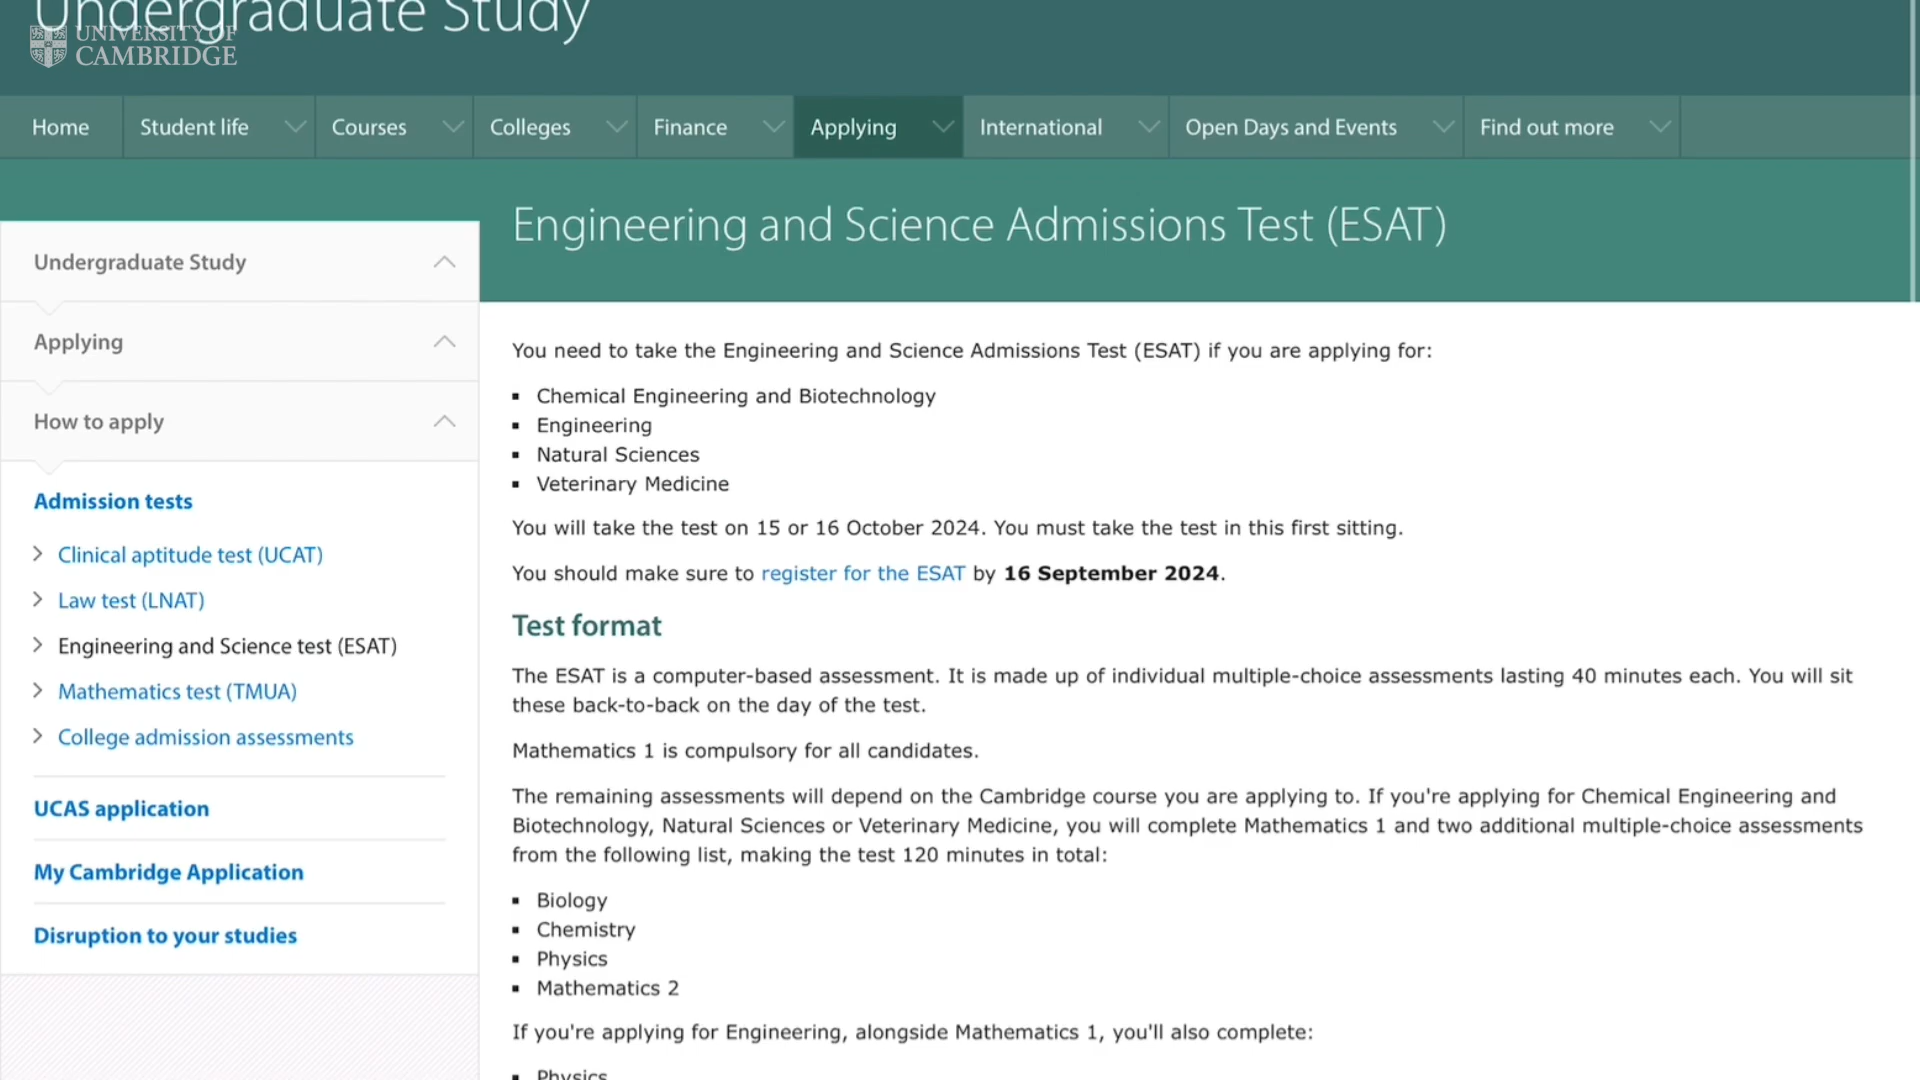 Undergraduate Study
UNIVERSITY OF
CAMBRIDGE
Home
Student life
Courses
Colleges
Finance
Applying
International
Open Days and Events
Find out more
Engineering and Science Admissions Test (ESAT)
Undergraduate Study
Applying
How to apply
Admission tests
Clinical aptitude test (UCAT)
Law test (LNAT)
Engineering and Science test (ESAT)
Mathematics test (TMUA)
College admission assessments
UCAS application
My Cambridge Application
Disruption to your studies
You need to take the Engineering and Science Admissions Test (ESAT) if you are applying for:
Chemical Engineering and Biotechnology
Engineering
Natural Sciences
Veterinary Medicine
You will take the test on 15 or 16 October 2024. You must take the test in this first sitting.
You should make sure to register for the ESAT by 16 September 2024.
Test format
The ESAT is a computer-based assessment. It is made up of individual multiple-choice assessments lasting 40 minutes each. You will sit
these back-to-back on the day of the test.
Mathematics 1 is compulsory for all candidates.
The remaining assessments will depend on the Cambridge course you are applying to. If you're applying for Chemical Engineering and
Biotechnology, Natural Sciences or Veterinary Medicine, you will complete Mathematics 1 and two additional multiple-choice assessments
from the following list, making the test 120 minutes in total:
Biology
Chemistry
Physics
Mathematics 2
If you're applying for Engineering, alongside Mathematics 1, you'll also complete:
Physics